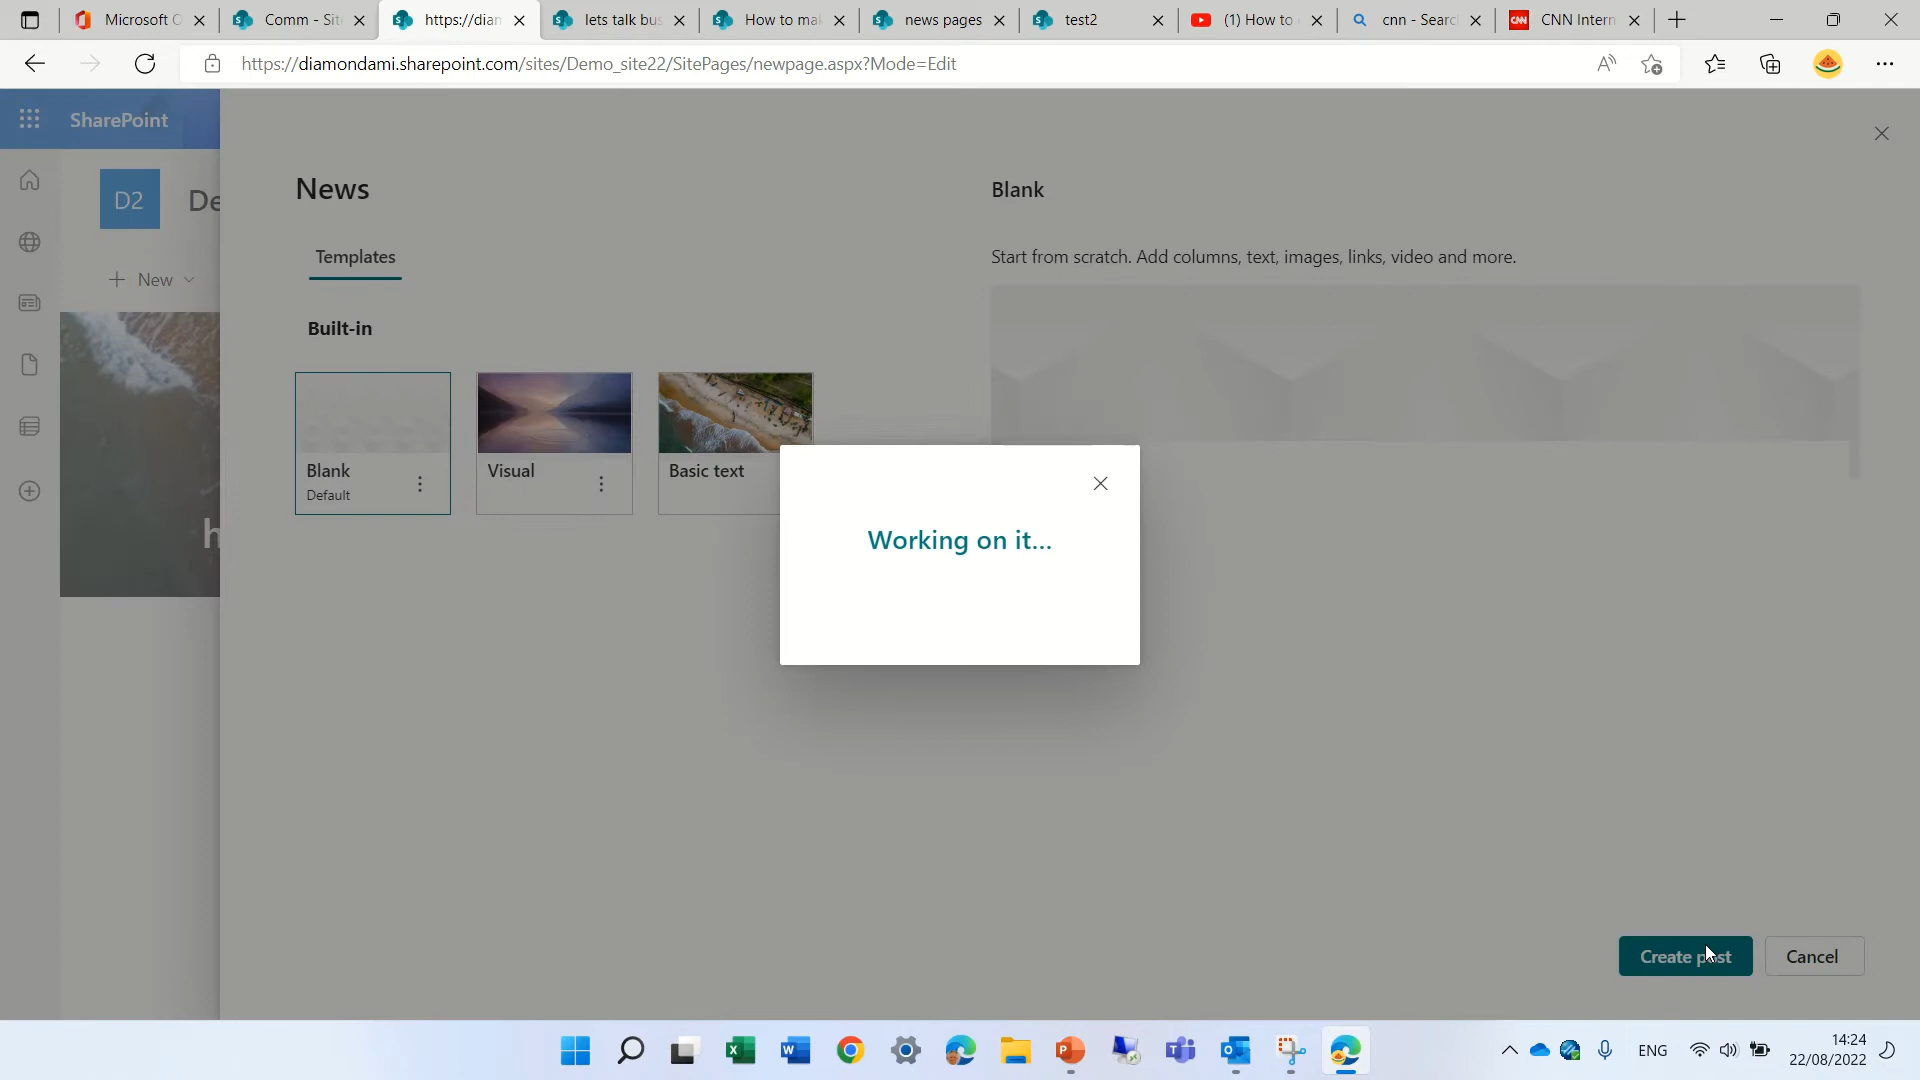 Microsoft O
Comm - Sit
https://dian
lets talk bus
How to mak
news pages
test2
(1) How to
cnn - Searc
CNN Intern
https://diamondami.sharepoint.com/sites/Demo_site22/SitePages/newpage.aspx?Mode=Edit
SharePoint
D2
De
New
h
News
Templates
Built-in
Blank
Default
Visual
Basic text
Blank
Start from scratch. Add columns, text, images, links, video and more.
Working on it...
Create post
Cancel
ENG
14:24
22/08/2022